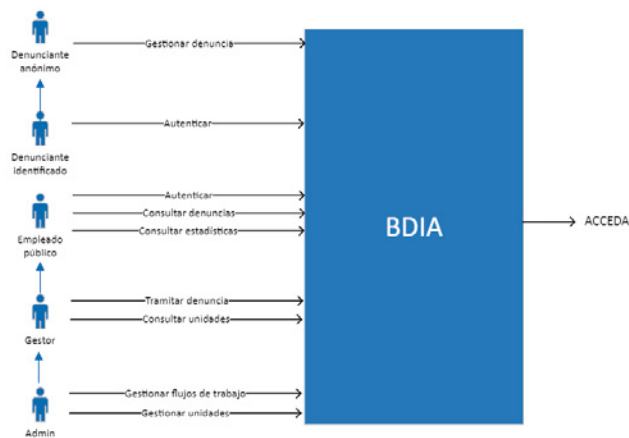 Gestionar denuncia
Denunciante
anónimo
Autenticar
Denunciante
identificado
Autenticar
Consultar denuncias
Consultar estadísticas
Empleado
público
BDIA
ACCEDA
Tramitar denuncia
Consultar unidades
Gestor
Gestionar flujos de trabajo
Gestionar unidades
Admin